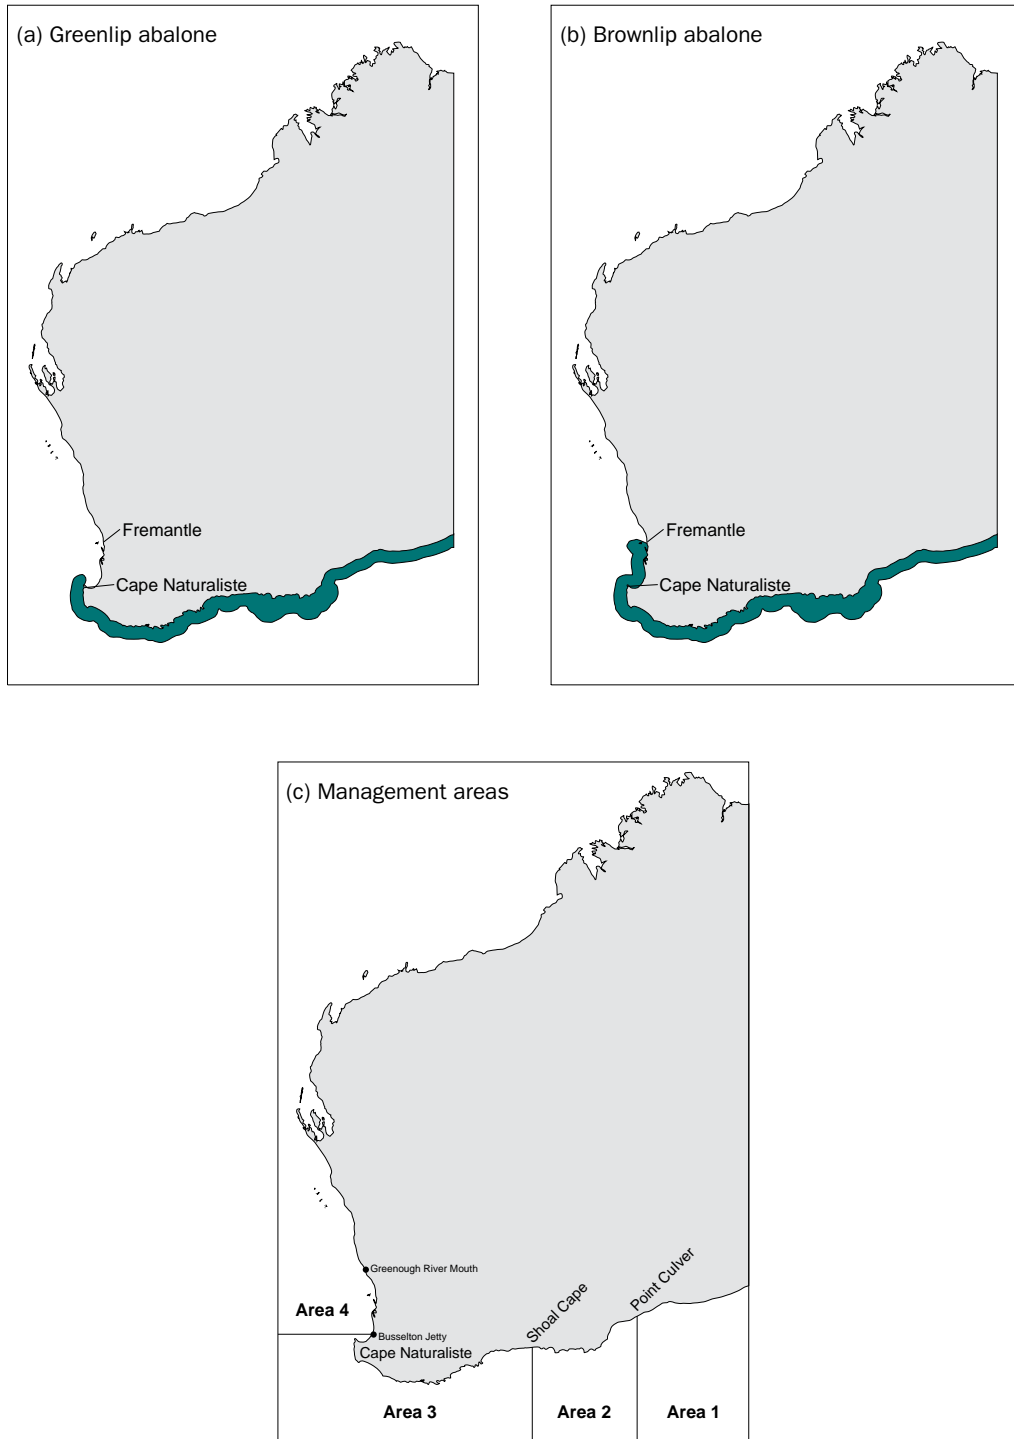 (a) Greenlip abalone
Fremantle
Cape Naturaliste
(b) Brownlip abalone
Fremantle
Cape Naturaliste
(c) Management areas
Greenough River Mouth
Area 4
Busselton Jetty
Cape Naturaliste
Shoal Cape
Point Culver
Area 3
Area 2
Area 1